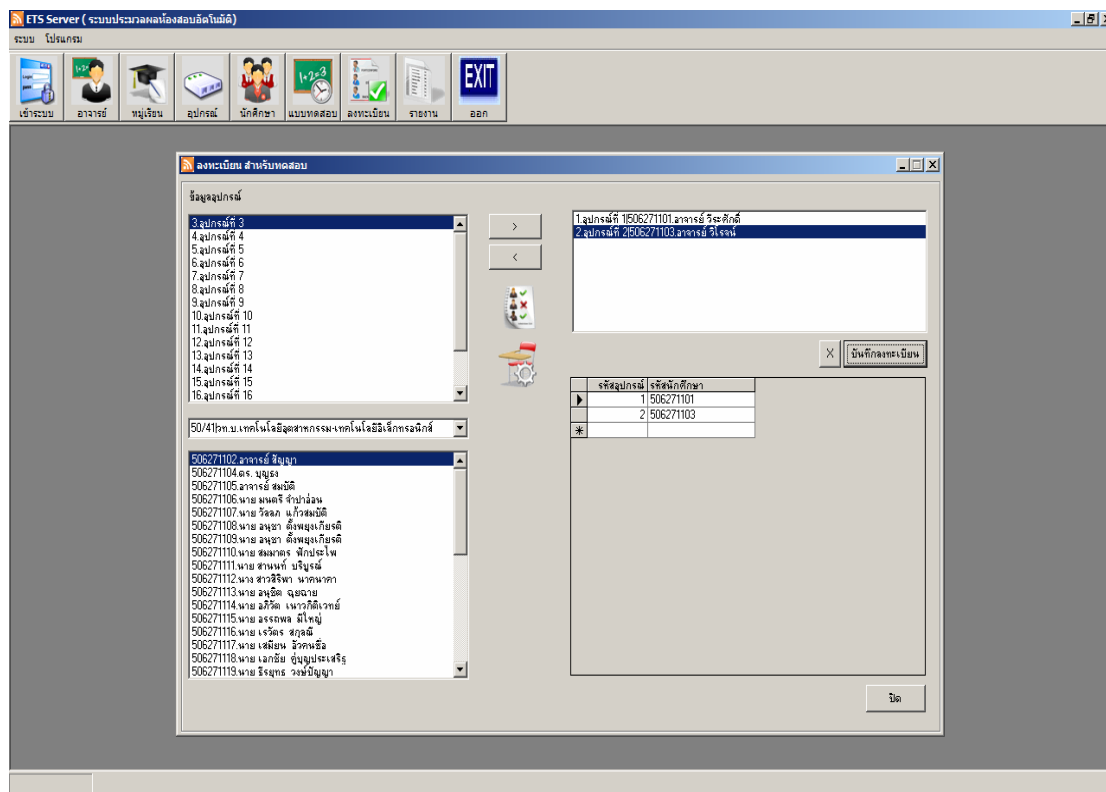 ETS Server ( ระบบประมวลผลห้องสอบอัตโนมัติ)
ระบบ โปรแกรม
EXIT
เข้าระบบ อาจารย์ หมู่เรียน อุปกรณ์ นักศึกษา แบบทดสอบ ลงทะเบียน รายงาน ออก
ลงทะเบียน สำหรับทดสอบ
ข้อมูลอุปกรณ์
3.อุปกรณ์ที่ 3
4.อุปกรณ์ที่ 4
5.อุปกรณ์ที่ 5
6.อุปกรณ์ที่ 6
7.อุปกรณ์ที่ 7
8.อุปกรณ์ที่ 8
9.อุปกรณ์ที่ 9
10.อุปกรณ์ที่ 10
11.อุปกรณ์ที่ 11
12.อุปกรณ์ที่ 12
13.อุปกรณ์ที่ 13
14.อุปกรณ์ที่ 14
15.อุปกรณ์ที่ 15
16.อุปกรณ์ที่ 16
>
<
1.อุปกรณ์ที่ 1|506271101.อาจารย์ วีระศักดิ์
2.อุปกรณ์ที่ 2|506271103.อาจารย์ วิโรจน์
X บันทึกลงทะเบียน
รหัสอุปกรณ์ รหัสนักศึกษา
1 506271101
2 506271103
50/41|วท.บ.เทคโนโลยีอุตสาหกรรม-เทคโนโลยีอิเล็กทรอนิกส์
506271102.อาจารย์ สัญญา
506271104.ดร. บุญธง
506271105.อาจารย์ สมบัติ
506271106.นาย มนตรี จำปาอ่อน
506271107.นาย วัลลภ แก้วสมบัติ
506271108.นาย อนุชา ตั้งพยุงเกียรติ
506271109.นาย อนุชา ตั้งพยุงเกียรติ
506271110.นาย สมมาตร ฟักประไพ
506271111.นาย สานนท์ บริบูรณ์
506271112.นาง สาวสิริพา นาคนาคา
506271113.นาย อนุชิต ฉุยฉาย
506271114.นาย อภิวัต เนาวกิติเวทย์
506271115.นาย อรรถพล มีใหญ่
506271116.นาย เรวัตร สกุลณี
506271117.นาย เสมียน
506271118.นาย เอกชัย คู่บุญประเสริฐ
506271119.นาย ธีรยุทธ วงษ์ปัญญา
ปิด